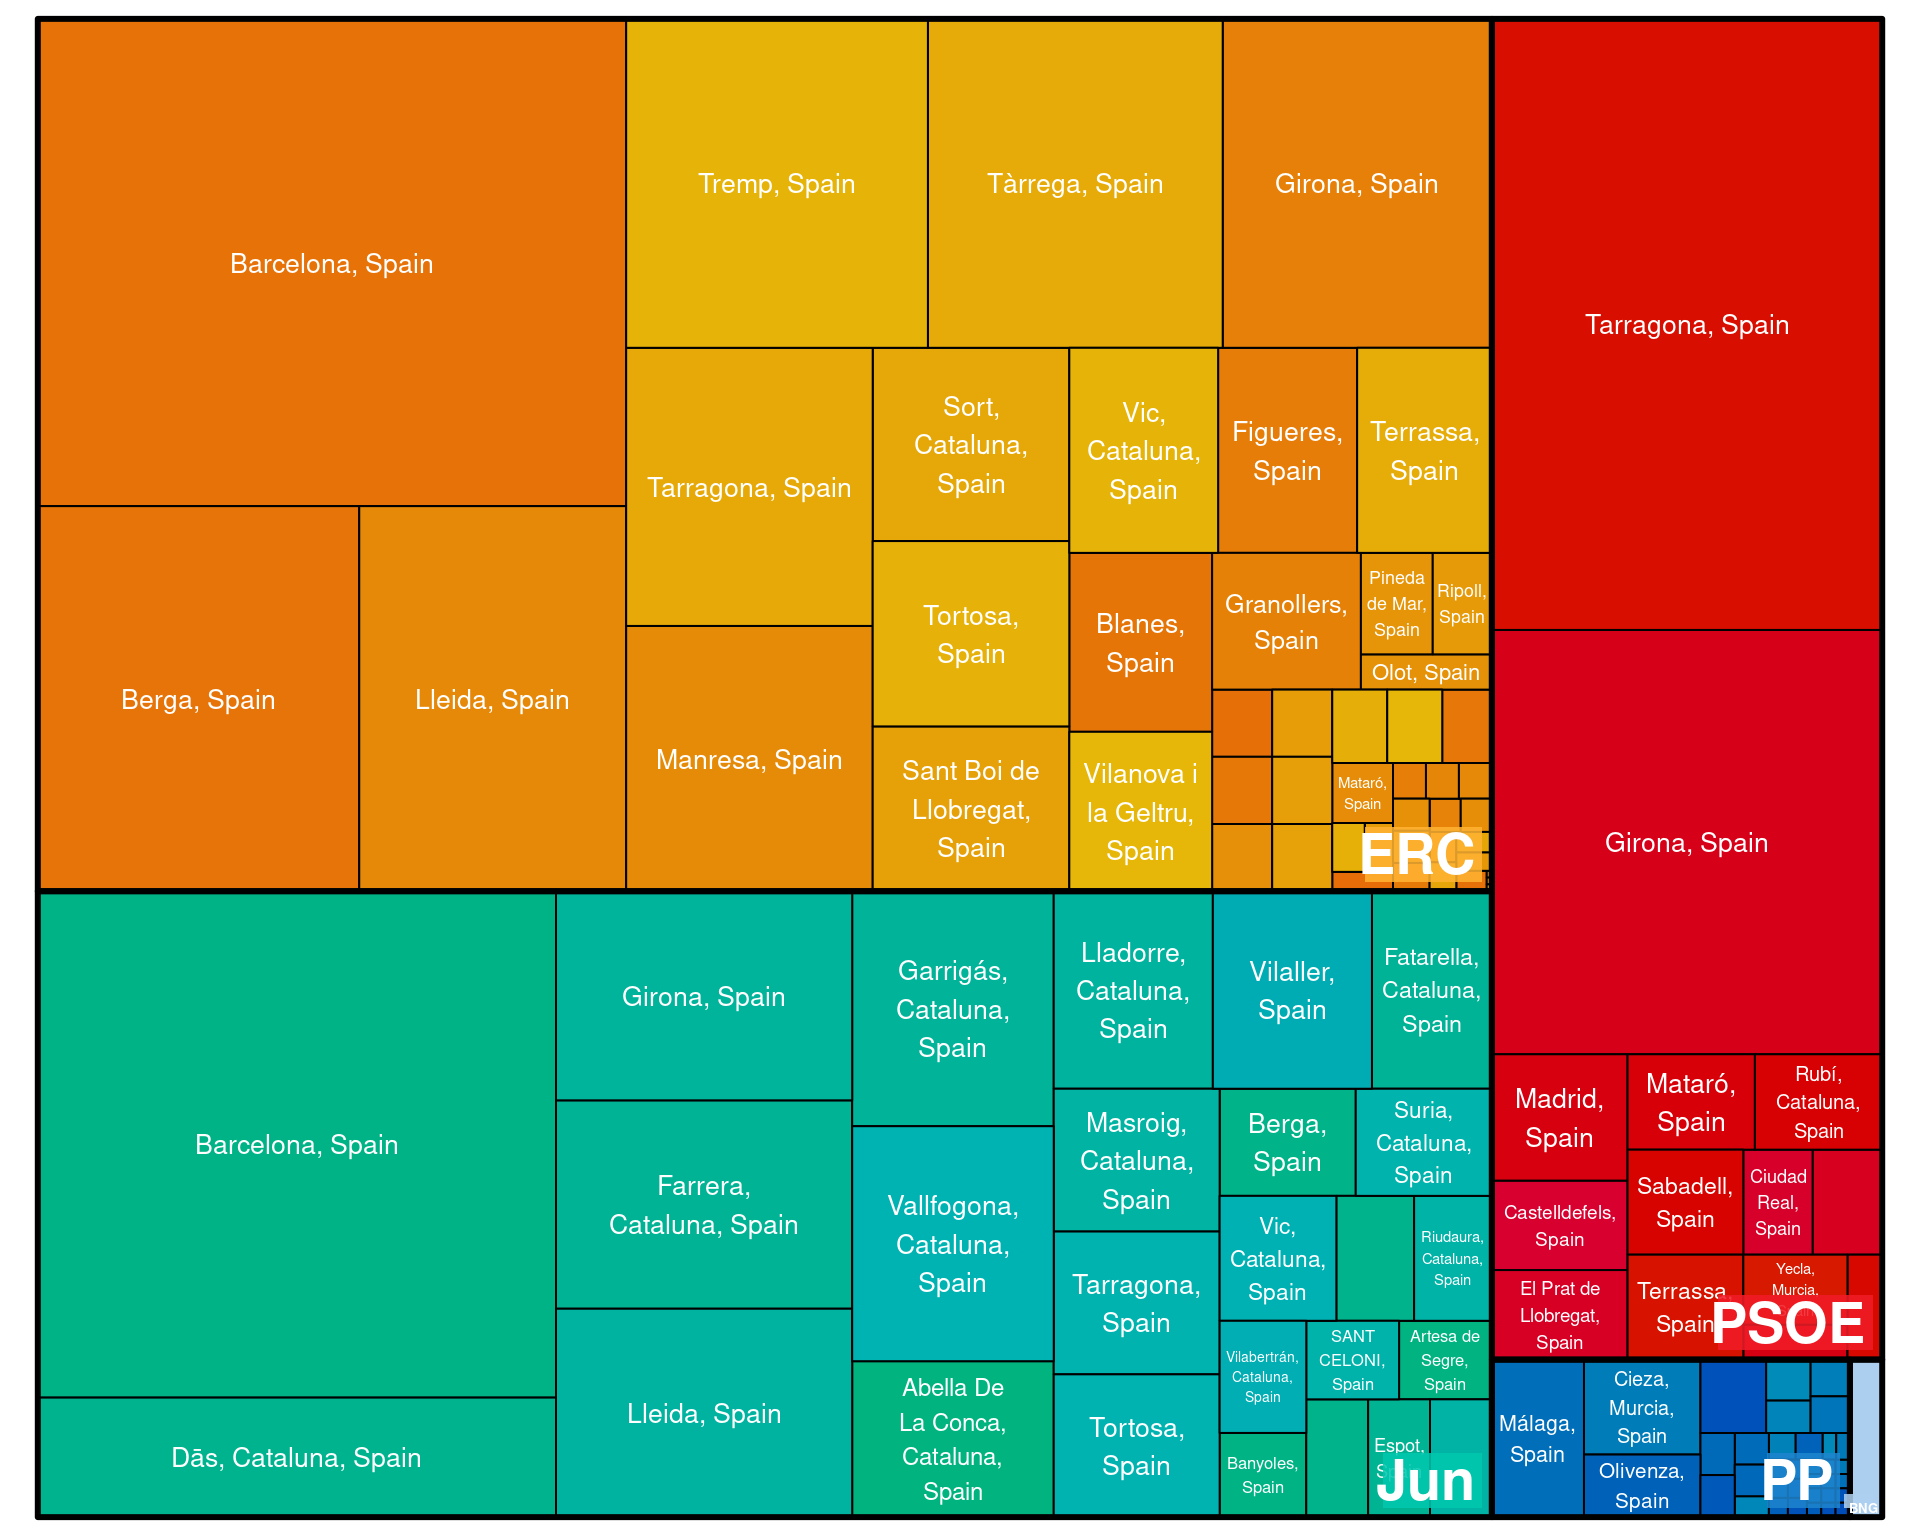 Barcelona, Spain
Tremp, Spain
Tàrrega, Spain
Girona, Spain
Berga, Spain
Lleida, Spain
Tarragona, Spain
Manresa, Spain
Sort,
Cataluna,
Spain
Tortosa,
Spain
Sant Boi de
Llobregat,
Spain
Vic,
Cataluna,
Spain
Figueres,
Spain
Terrassa,
Spain
Blanes,
Spain
Vilanova i
la Geltru,
Spain
Granollers,
Spain
Pineda
de Mar,
Spain
Ripoll,
Spain
Olot, Spain
Mataró,
Spain
ERC
Barcelona, Spain
Dās, Cataluna, Spain
Girona, Spain
Farrera,
Cataluna, Spain
Lleida, Spain
Garrigás,
Cataluna,
Spain
Vallfogona,
Cataluna,
Spain
Abella De
La Conca,
Cataluna,
Spain
Lladorre,
Cataluna,
Spain
Vilaller,
Spain
Fatarella,
Cataluna,
Spain
Masroig,
Cataluna,
Spain
Tarragona,
Spain
Tortosa,
Spain
Berga,
Spain
Suria,
Cataluna,
Spain
Vic,
Cataluna,
Spain
Riudaura,
Cataluna,
Spain
Vilabertrán,
Cataluna,
Spain
SANT
CELONI,
Spain
Artesa de
Segre,
Spain
Banyoles,
Spain
Espot,
Jun
Tarragona, Spain
Girona, Spain
Madrid,
Spain
Mataró,
Spain
Rubí,
Cataluna,
Spain
Castelldefels,
Spain
Sabadell,
Spain
Ciudad
Real,
Spain
El Prat de
Llobregat,
Spain
Terrassa,
Spain
Yecla,
Murcia,
PSOE
Málaga,
Spain
Cieza,
Murcia,
Spain
Olivenza,
Spain
PP
BNG